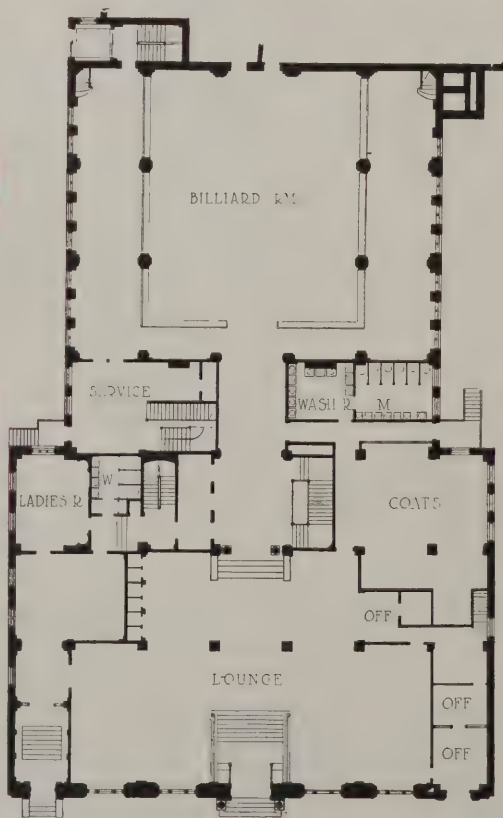 BILLIARD RM
SERVICE
WASH R.
M
LADIES R
W
COATS
OFF
LOUNGE
OFF
OFF